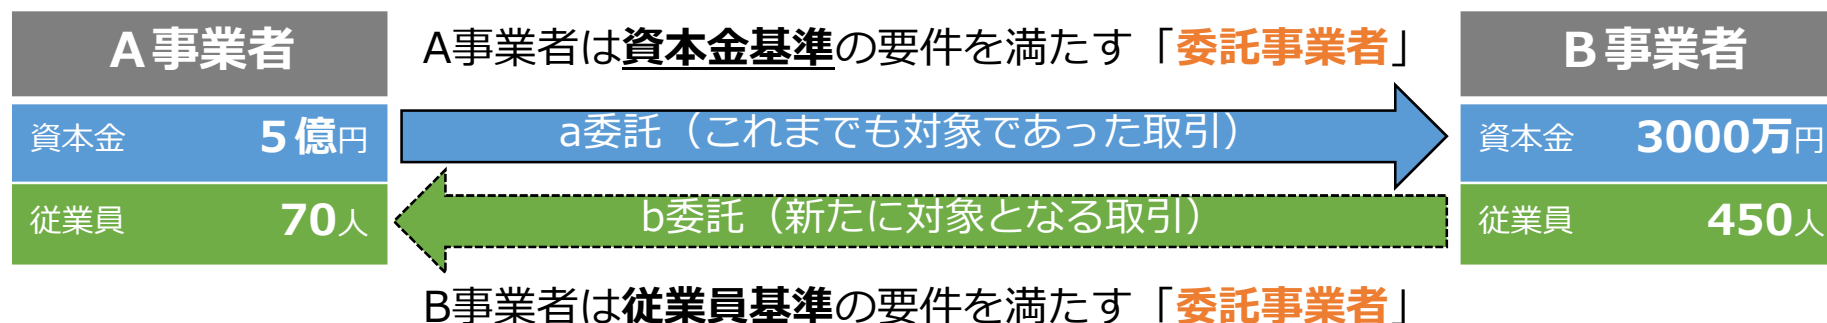 A事業者
A事業者は資本金基準の要件を満たす「委託事業者」
B事業者
資本金 5億円
a委託（これまでも対象であった取引）
資本金 3000万円
従業員 70人
b委託（新たに対象となる取引）
従業員 450人
B事業者は従業員基準の要件を満たす「委託事業者」